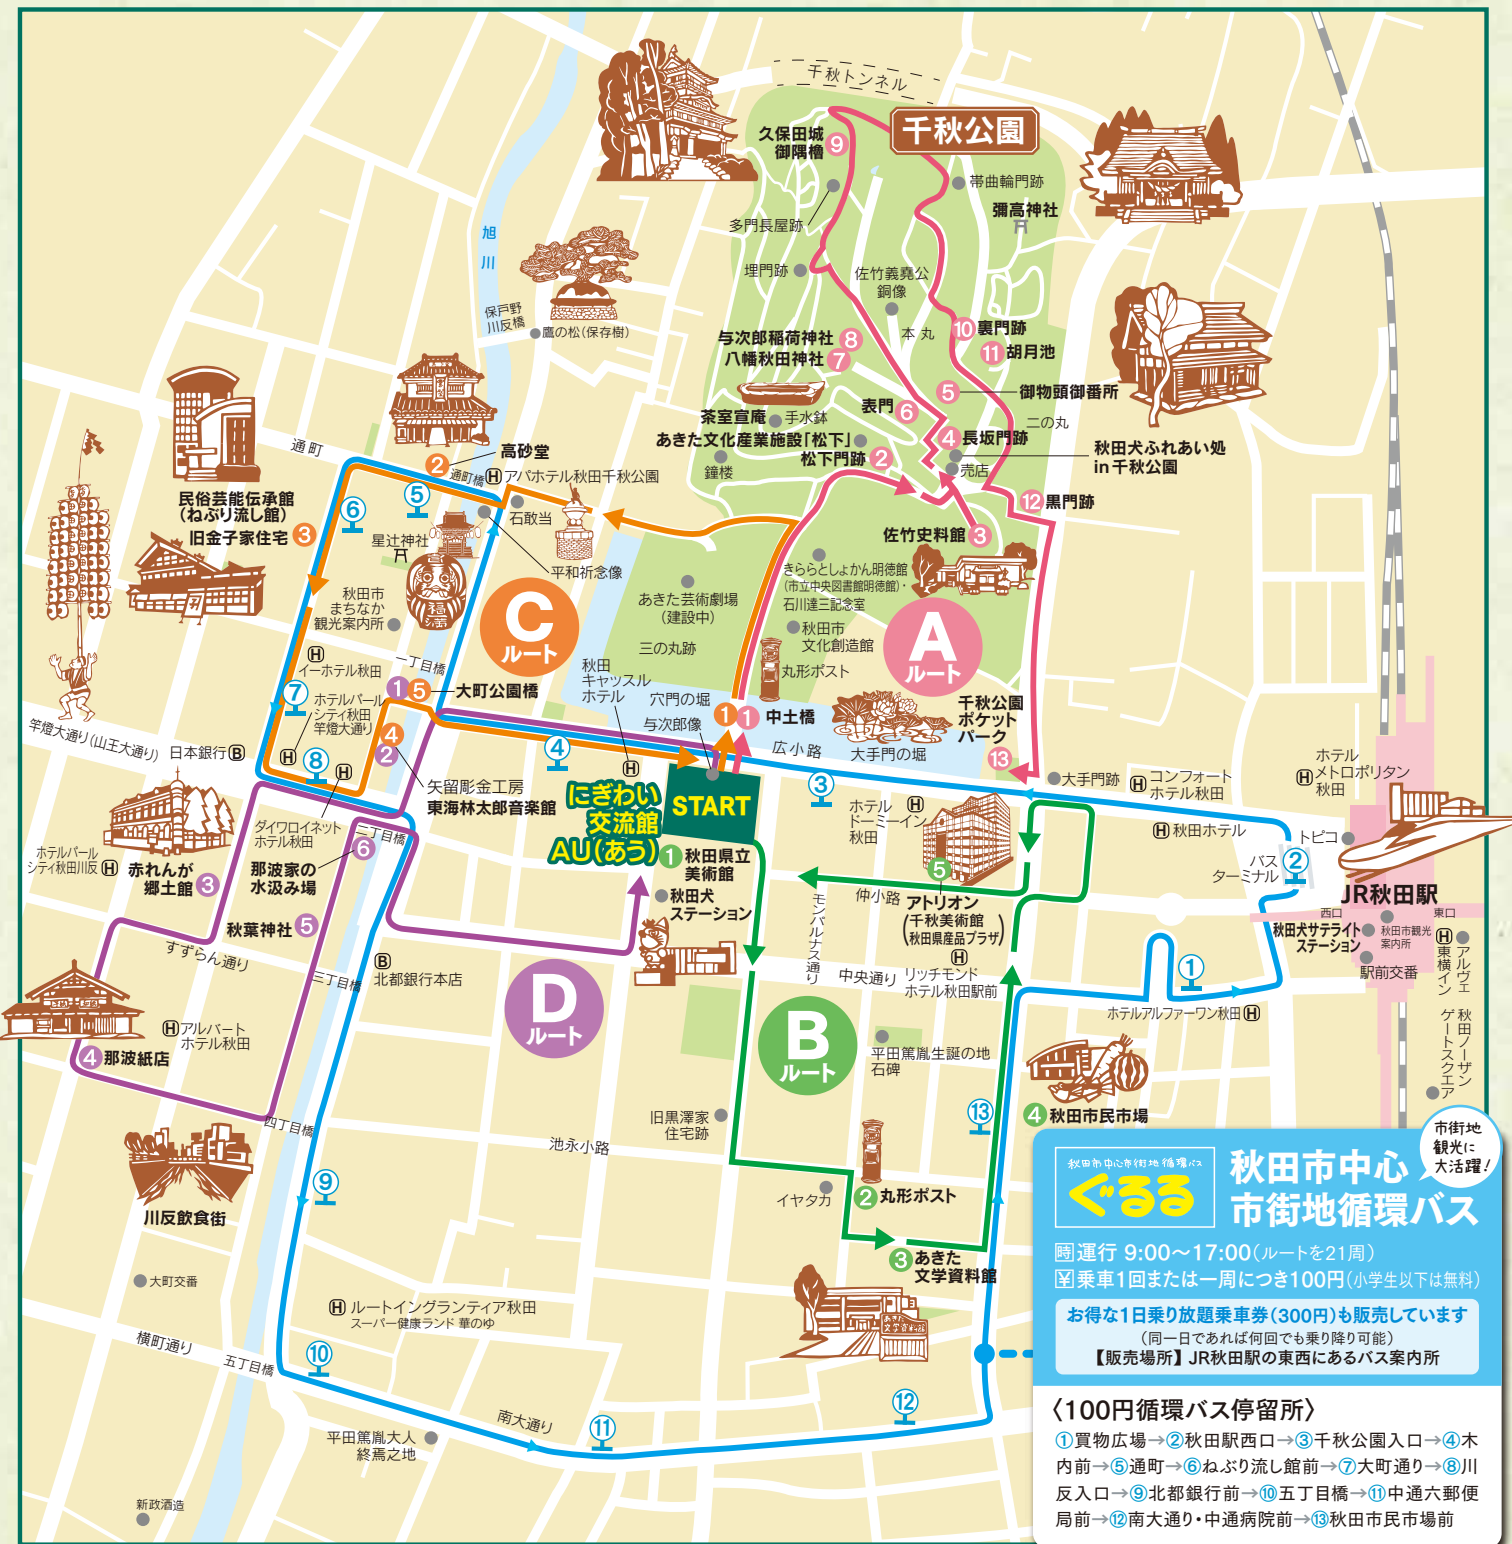 千秋トンネル
千秋公園
久保田城
御隅櫓
⑨
帯曲輪門跡
彌高神社
多門長屋跡
埋門跡
佐竹義堯公
銅像
本丸
旭川
保戸野
川反橋
鷹の松(保存樹)
与次郎稲荷神社 ⑧
八幡秋田神社 ⑦
⑩ 裏門跡
⑪ 胡月池
⑤ 御物頭御番所
茶室宣庵
手水鉢
表門 ⑥
二の丸
あきた文化産業施設「松下」
④ 長坂門跡
松下門跡 ②
鐘楼
売店
秋田犬ふれあい処
in 千秋公園
⑫ 黒門跡
佐竹史料館 ③
通町
② 高砂堂
通町橋
Ⓗ アパホテル秋田千秋公園
石敢当
民俗芸能伝承館
(ねぶり流し館)
旧金子家住宅 ③
⑥
⑤
星辻神社
平和祈念像
秋田市
まちなか
観光案内所
C
ルート
あきた芸術劇場
(建設中)
三の丸跡
きららとしょかん明徳館
(市立中央図書館明徳館)・
石川達三記念室
秋田市
文化創造館
丸形ポスト
A
ルート
Ⓗ
イーホテル秋田
一丁目橋
① ⑤ 大町公園橋
秋田
キャッスル
ホテル
Ⓗ
穴門の堀
与次郎像
① ① 中土橋
千秋公園
ポケット
パーク
⑬
⑦
ホテルパール
シティ秋田
竿燈大通り
Ⓗ
竿燈大通り(山王大通り)
日本銀行 Ⓑ
⑧
Ⓗ
④
②
④
広小路
大手門の堀
③
大手門跡
Ⓗ コンフォート
ホテル秋田
ホテル
メトロポリタン
秋田
Ⓗ
矢留彫金工房
東海林太郎音楽館
にぎわい
交流館
AU(あう)
START
ホテル
ドーミーイン
秋田
Ⓗ
Ⓗ 秋田ホテル
トピコ
バス
ターミナル
②
ダイワロイネット
ホテル秋田
二丁目橋
⑥
那波家の
水汲み場
ホテルパール
シティ秋田川反 Ⓗ
赤れんが
郷土館 ③
① 秋田県立
美術館
秋田犬
ステーション
⑤
アトリオン
(千秋美術館
秋田県産品プラザ)
仲小路
モンパルナス通り
JR秋田駅
西口
東口
秋田犬サテライト
ステーション
秋田市観光
案内所
駅前交番
Ⓗ 東横イン
アルヴェ
秋葉神社 ⑤
すずらん通り
三丁目橋
Ⓑ
北都銀行本店
中央通り
Ⓗ
リッチモンド
ホテル秋田駅前
①
ホテルアルファーワン秋田 Ⓗ
秋田ノーザン
ゲートスクエア
D
ルート
B
ルート
Ⓗ アルバート
ホテル秋田
④ 那波紙店
平田篤胤生誕の地
石碑
④ 秋田市民市場
四丁目橋
旧黒澤家
住宅跡
池永小路
⑬
川反飲食街
⑨
イヤタカ
② 丸形ポスト
③ あきた
文学資料館
大町交番
Ⓗ ルートイングランティア秋田
スーパー健康ランド 華のゆ
横町通り
五丁目橋
⑩
南大通り
⑪
⑫
平田篤胤大人
終焉之地
新政酒造
市街地
観光に
大活躍!
秋田市中心市街地循環バス
ぐるる
秋田市中心
市街地循環バス
時 運行 9:00〜17:00(ルートを21周)
¥ 乗車1回または一周につき100円(小学生以下は無料)
お得な1日乗り放題乗車券(300円)も販売しています
(同一日であれば何回でも乗り降り可能)
【販売場所】JR秋田駅の東西にあるバス案内所
〈100円循環バス停留所〉
①買物広場→②秋田駅西口→③千秋公園入口→④木
内前→⑤通町→⑥ねぶり流し館前→⑦大町通り→⑧川
反入口→⑨北都銀行前→⑩五丁目橋→⑪中通六郵便
局前→⑫南大通り・中通病院前→⑬秋田市民市場前